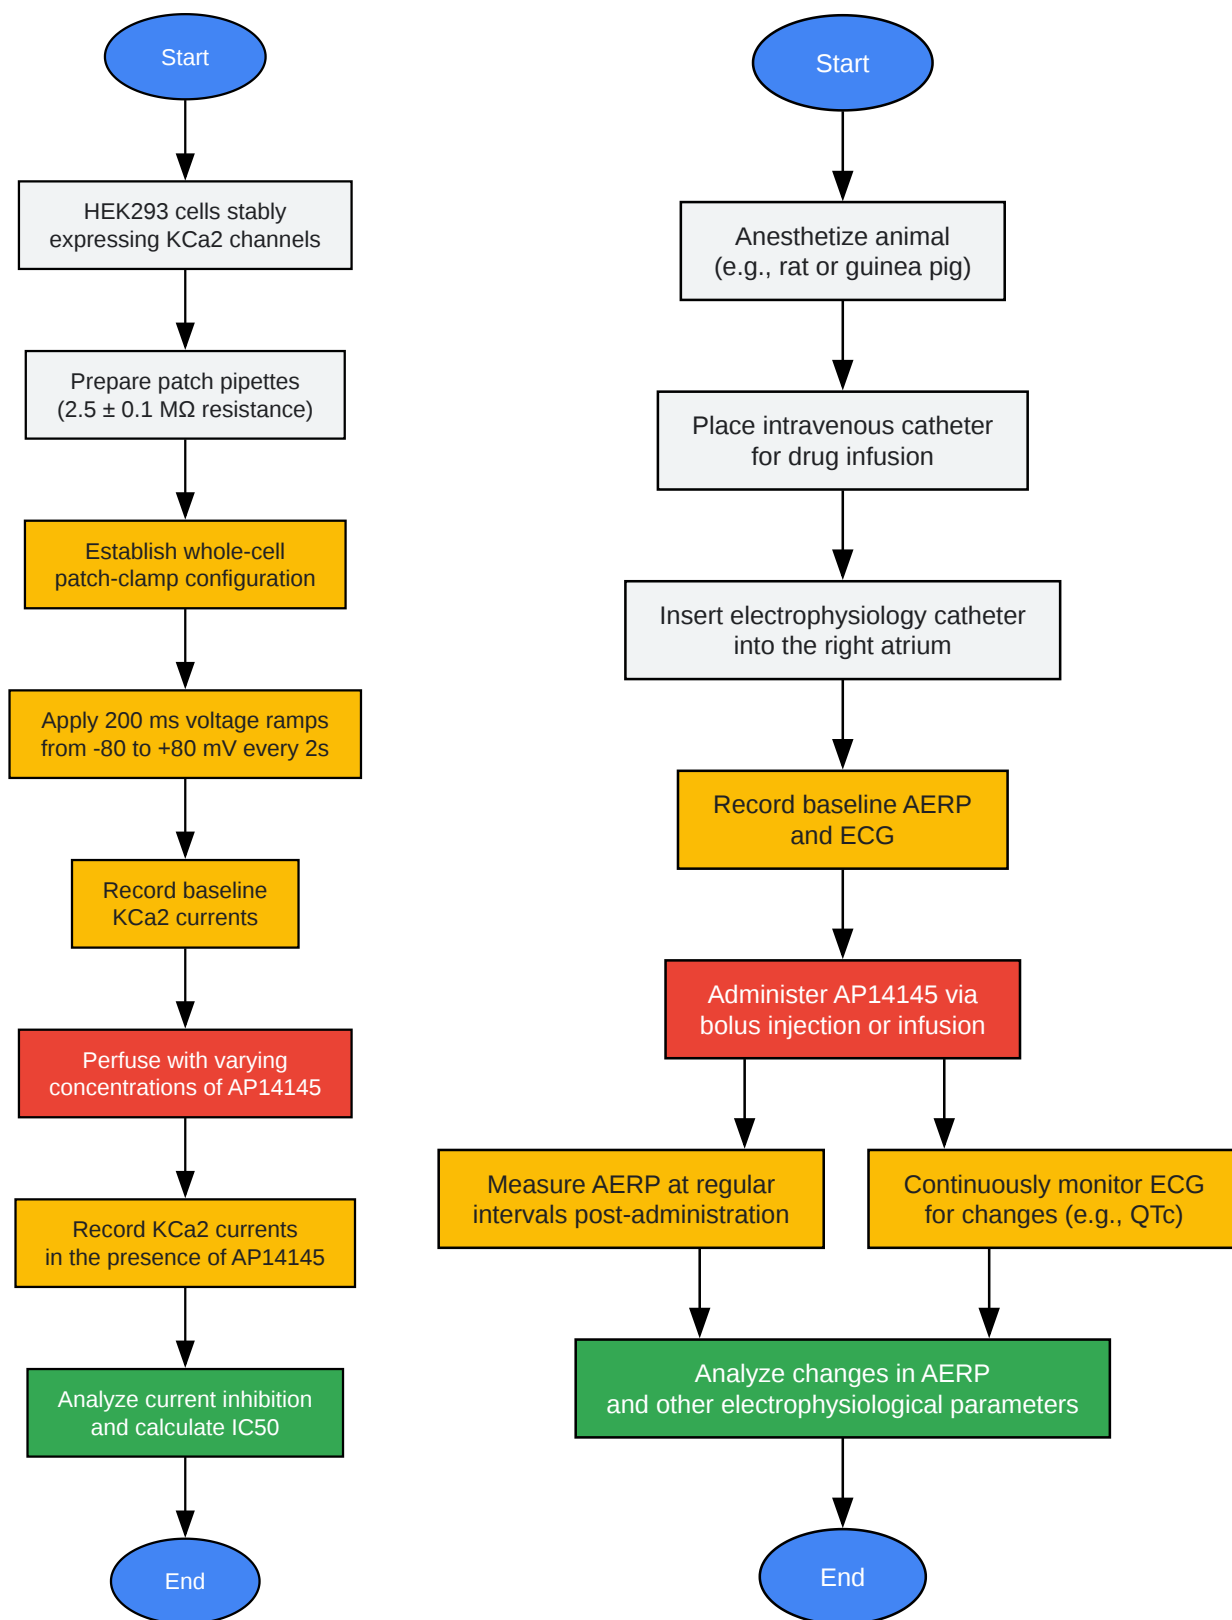 Start
HEK293 cells stably
expressing KCa2 channels
Prepare patch pipettes
(2.5 ± 0.1 MΩ resistance)
Establish whole-cell
patch-clamp configuration
Apply 200 ms voltage ramps
from -80 to +80 mV every 2s
Record baseline
KCa2 currents
Perfuse with varying
concentrations of AP14145
Record KCa2 currents
in the presence of AP14145
Analyze current inhibition
and calculate IC50
End
Start
Anesthetize animal
(e.g., rat or guinea pig)
Place intravenous catheter
for drug infusion
Insert electrophysiology catheter
into the right atrium
Record baseline AERP
and ECG
Administer AP14145 via
bolus injection or infusion
Measure AERP at regular
intervals post-administration
Continuously monitor ECG
for changes (e.g., QTc)
Analyze changes in AERP
and other electrophysiological parameters
End